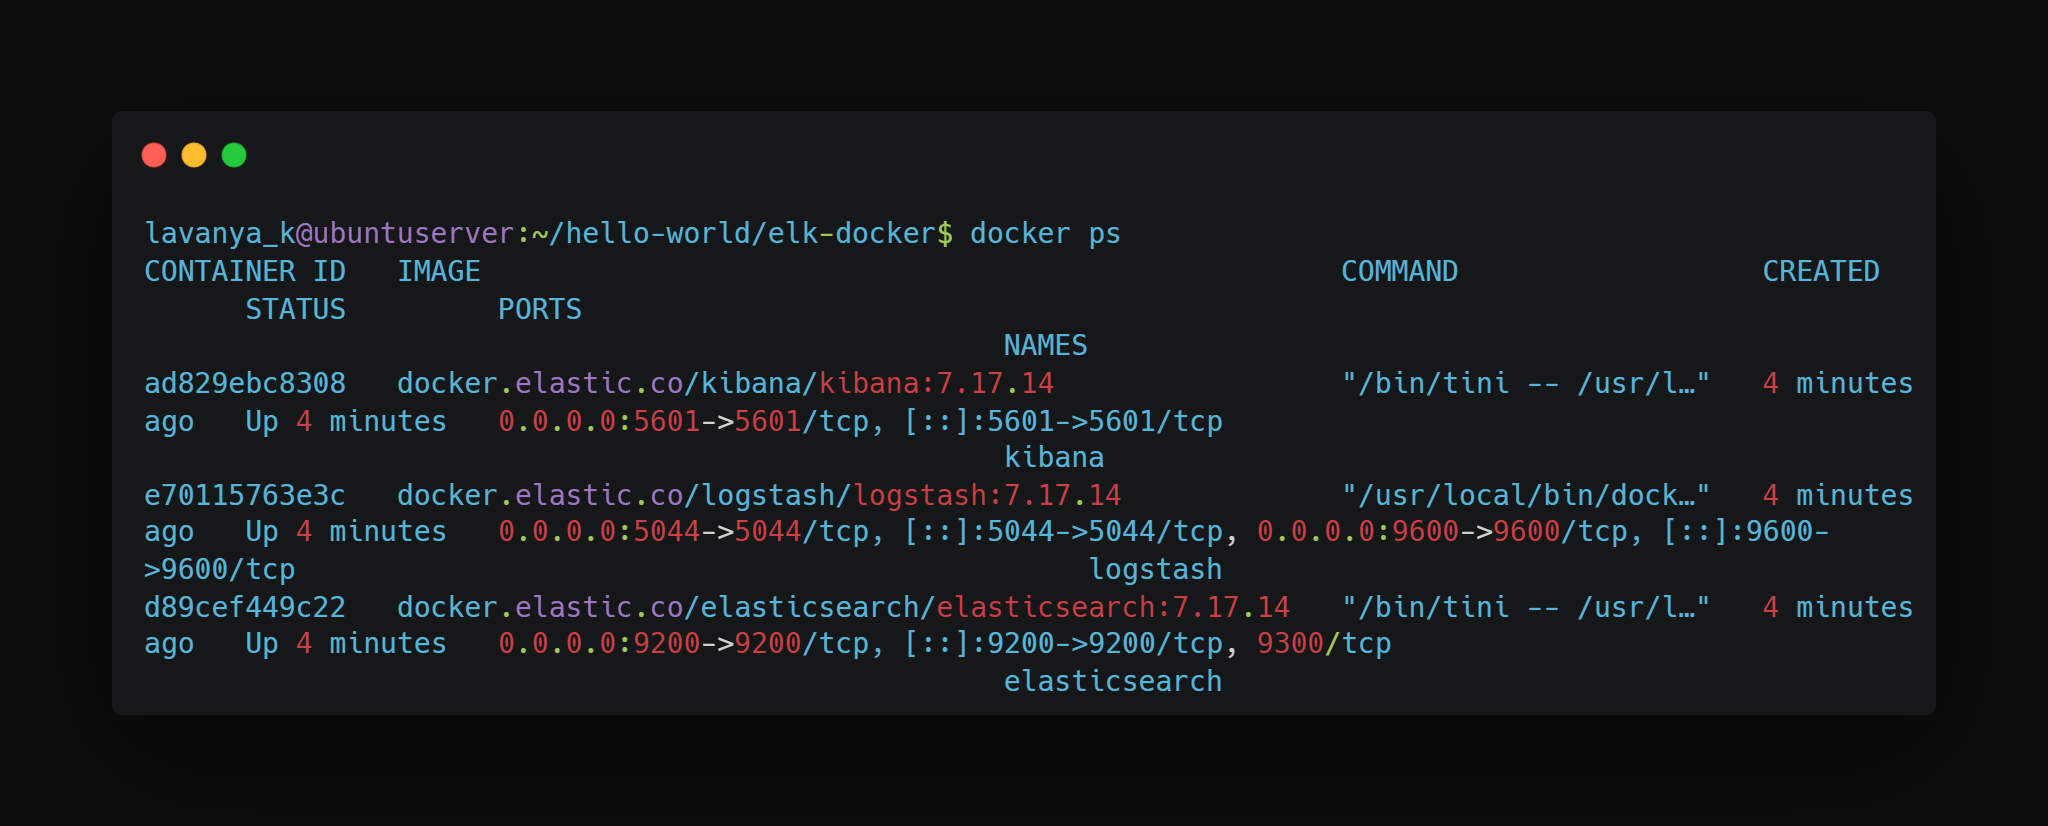 lavanya_k@ubuntuserver:~/hello-world/elk-docker$ docker ps
CONTAINER ID   IMAGE                                                   COMMAND                  CREATED
      STATUS         PORTS
                                                   NAMES
ad829ebc8308   docker.elastic.co/kibana/kibana:7.17.14                 "/bin/tini -- /usr/l…"   4 minutes
ago   Up 4 minutes   0.0.0.0:5601->5601/tcp, [::]:5601->5601/tcp
                                                   kibana
e70115763e3c   docker.elastic.co/logstash/logstash:7.17.14             "/usr/local/bin/dock…"   4 minutes
ago   Up 4 minutes   0.0.0.0:5044->5044/tcp, [::]:5044->5044/tcp, 0.0.0.0:9600->9600/tcp, [::]:9600-
>9600/tcp                                               logstash
d89cef449c22   docker.elastic.co/elasticsearch/elasticsearch:7.17.14   "/bin/tini -- /usr/l…"   4 minutes
ago   Up 4 minutes   0.0.0.0:9200->9200/tcp, [::]:9200->9200/tcp, 9300/tcp
                                                   elasticsearch